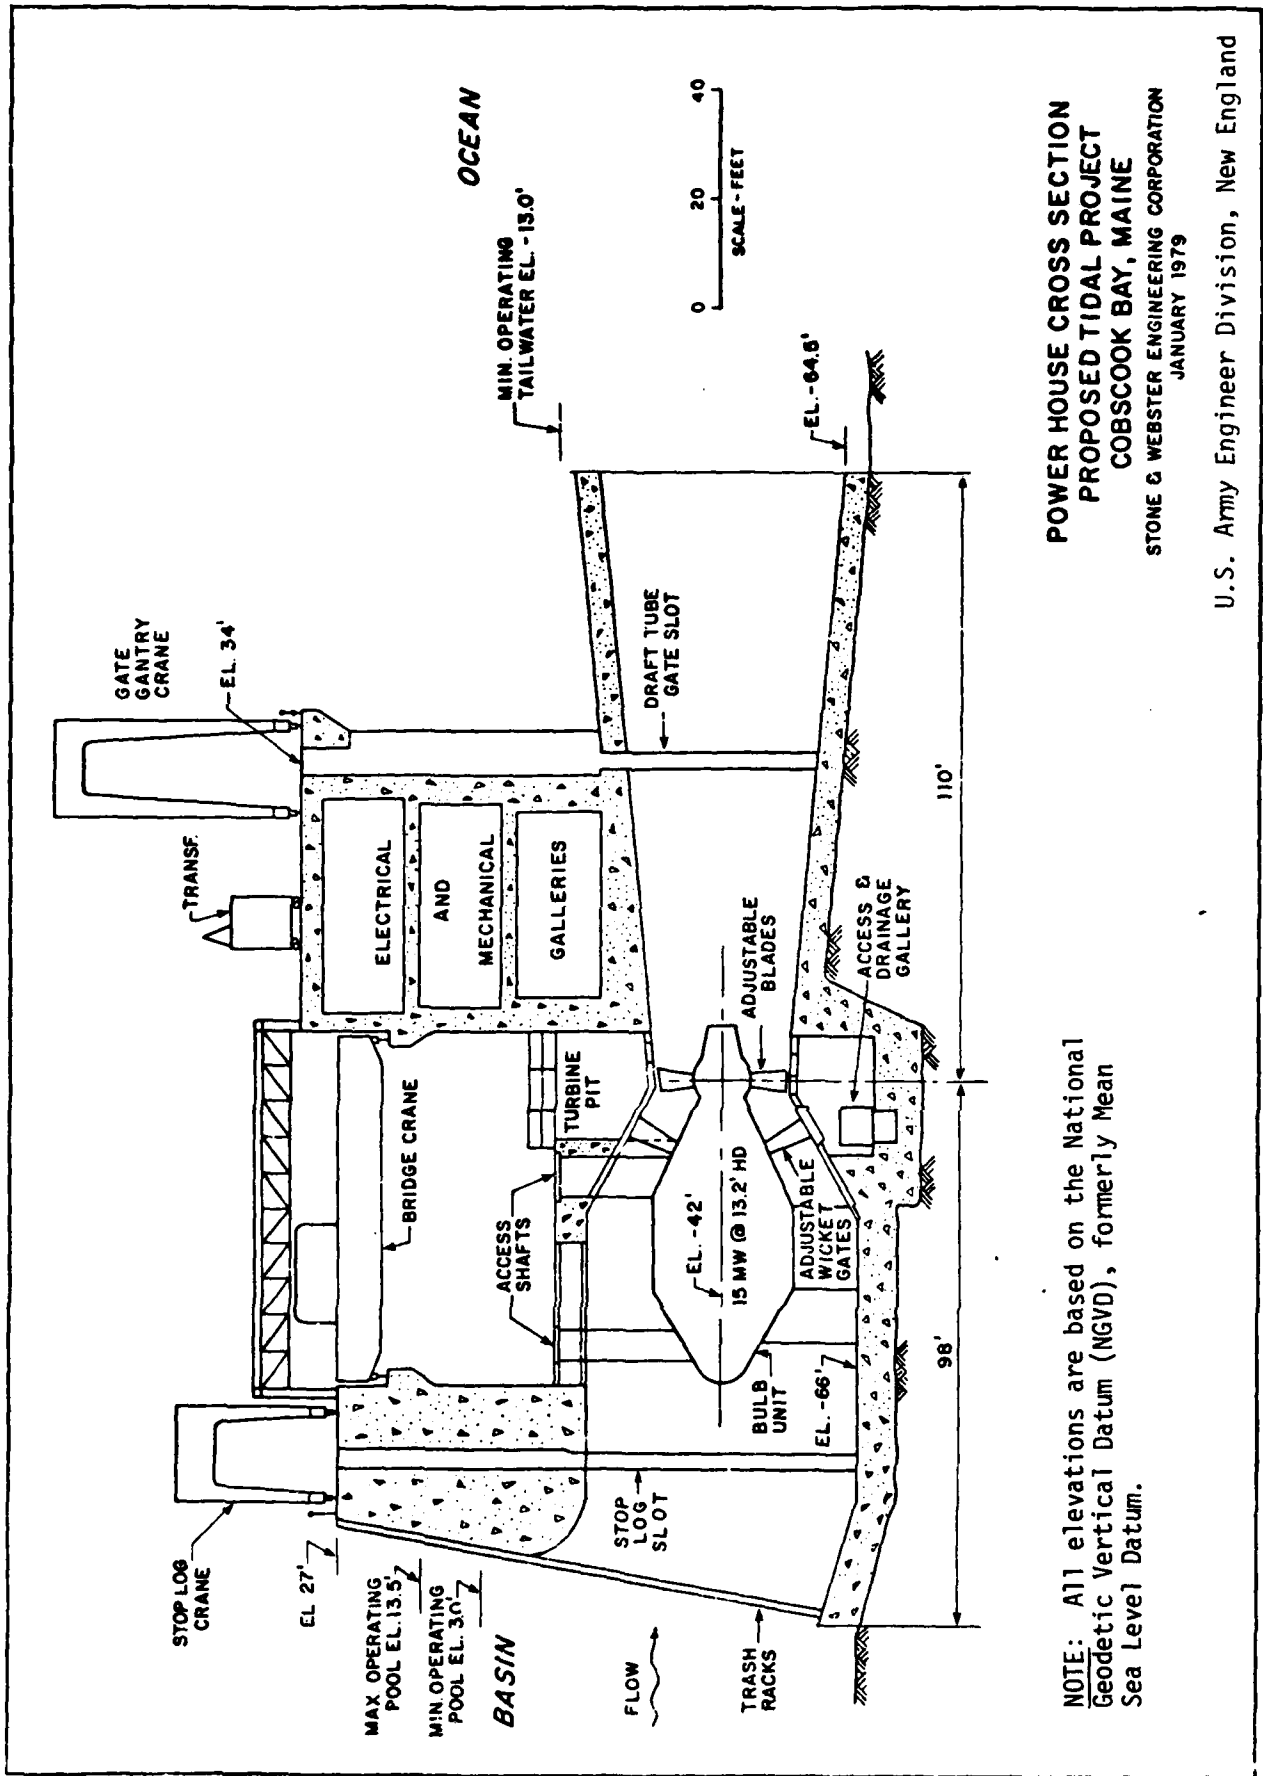 GATE
GANTRY
CRANE
EL. 34'
TRANSF.
STOP LOG
CRANE
EL 27'
MAX OPERATING
POOL EL.13.5'
MIN. OPERATING
POOL EL. 3.0'
BASIN
FLOW
TRASH
RACKS
STOP
LOG
SLOT
BRIDGE CRANE
ACCESS
SHAFTS
TURBINE
PIT
ELECTRICAL
AND
MECHANICAL
GALLERIES
OCEAN
MIN. OPERATING
TAILWATER EL.-13.0'
DRAFT TUBE
GATE SLOT
EL. -42'
15 MW @ 13.2' HD
BULB
UNIT
EL. -66'
ADJUSTABLE
WICKET
GATES
ADJUSTABLE
BLADES
ACCESS &
DRAINAGE
GALLERY
EL.-64.5'
98'
110'
0 20 40
SCALE-FEET
POWER HOUSE CROSS SECTION
PROPOSED TIDAL PROJECT
COBSCOOK BAY, MAINE
STONE & WEBSTER ENGINEERING CORPORATION
JANUARY 1979
NOTE: All elevations are based on the National
Geodetic Vertical Datum (NGVD), formerly Mean
Sea Level Datum.
U.S. Army Engineer Division, New England